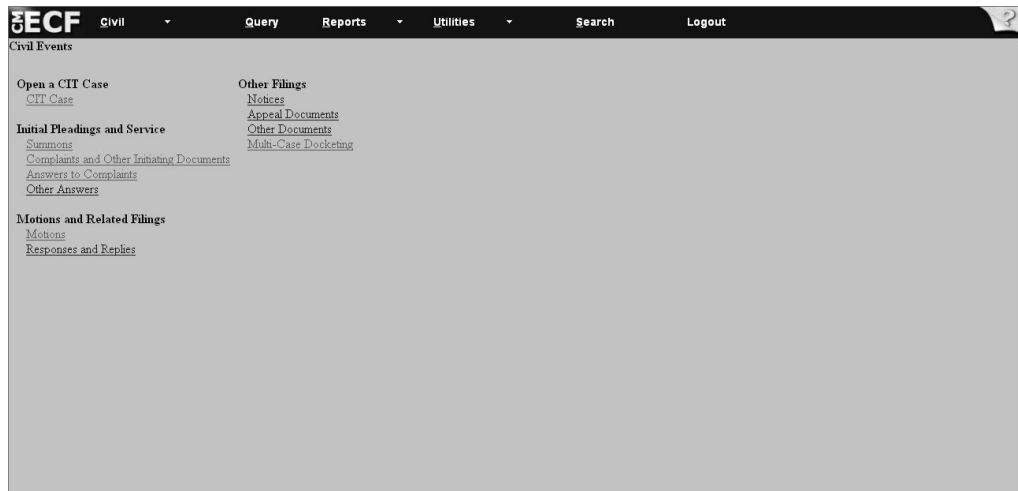 CM ECF Civil Query Reports Utilities Search Logout ?
Civil Events
Open a CIT Case
CIT Case
Initial Pleadings and Service
Summons
Complaints and Other Initiating Documents
Answers to Complaints
Other Answers
Motions and Related Filings
Motions
Responses and Replies
Other Filings
Notices
Appeal Documents
Other Documents
Multi-Case Docketing